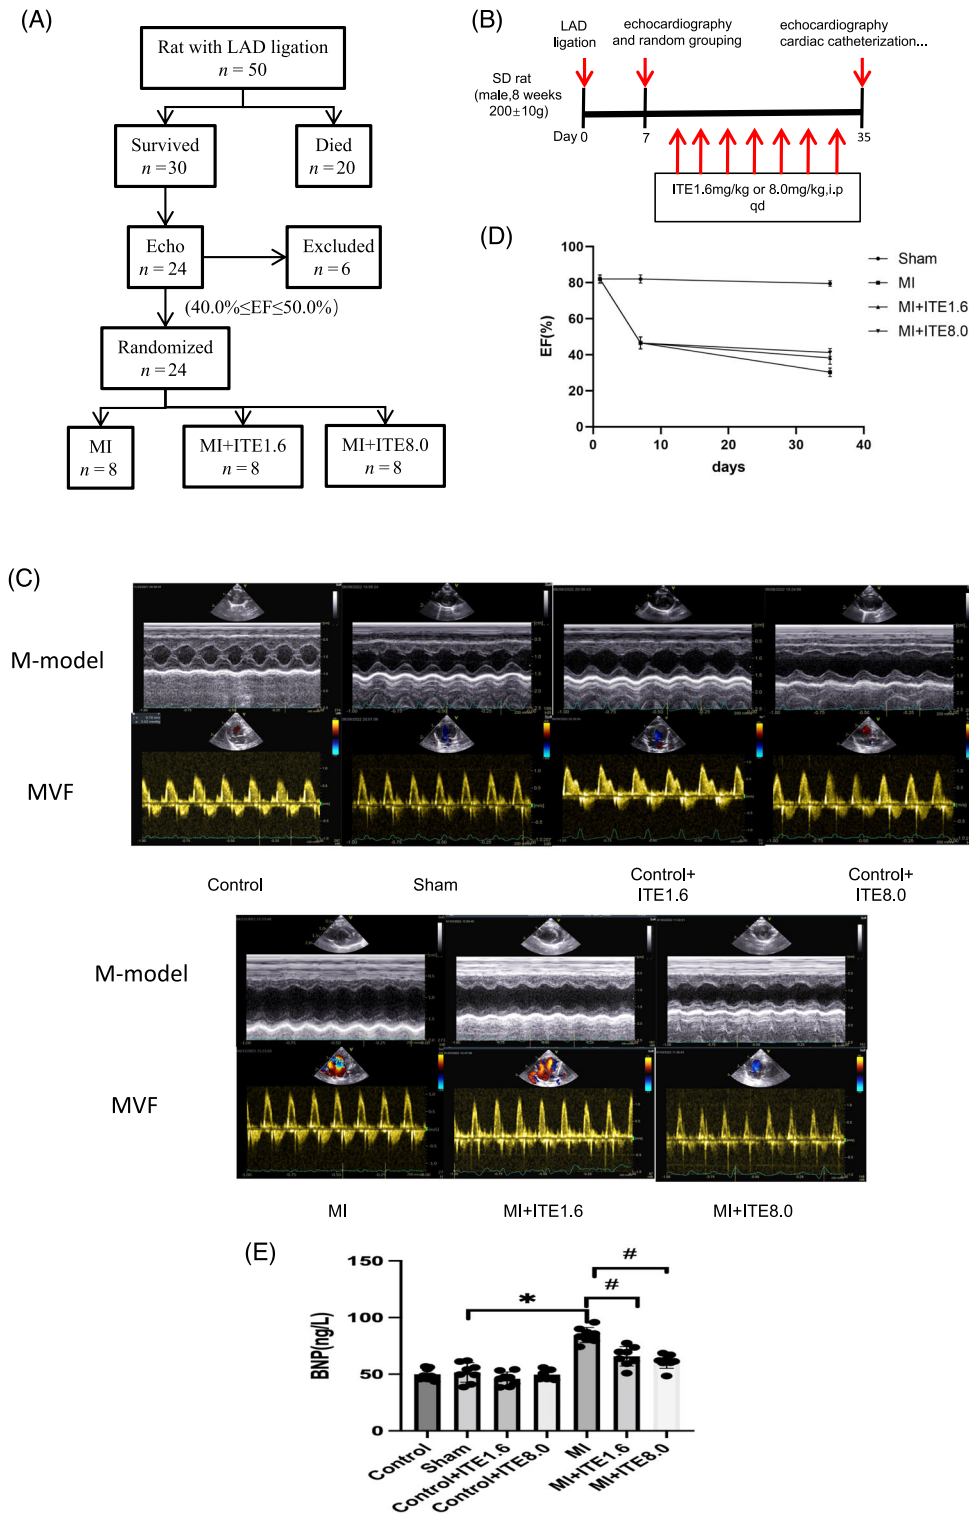 (A)
Rat with LAD ligation
n = 50
Survived
n = 30
Died
n = 20
Echo
n = 24
Excluded
n = 6
(40.0%≤EF≤50.0%)
Randomized
n = 24
MI
n = 8
MI+ITE1.6
n = 8
MI+ITE8.0
n = 8
(B)
LAD
ligation
echocardiography
and random grouping
echocardiography
cardiac catheterization...
SD rat
(male,8 weeks
200±10g)
Day 0
7
35
ITE1.6mg/kg or 8.0mg/kg,i.p
qd
(D)
100
80
60
40
20
0
EF(%)
0
10
20
30
40
days
Sham
MI
MI+ITE1.6
MI+ITE8.0
(C)
M-model
MVF
Control
Sham
Control+
ITE1.6
Control+
ITE8.0
M-model
MVF
MI
MI+ITE1.6
MI+ITE8.0
(E)
150
100
50
0
BNP(ng/L)
*
#
#
Control
Sham
Control+ITE1.6
Control+ITE8.0
MI
MI+ITE1.6
MI+ITE8.0